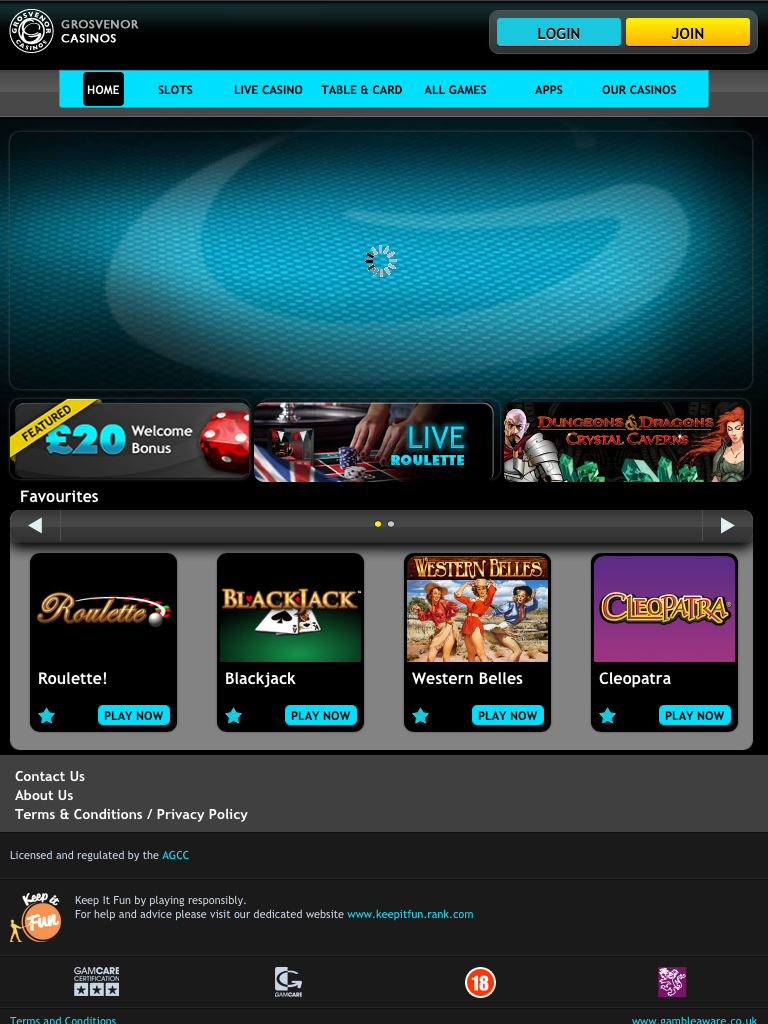 GROSVENOR CASINOS
GROSVENOR
CASINOS
LOGIN
JOIN
HOME
SLOTS
LIVE CASINO
TABLE & CARD
ALL GAMES
APPS
OUR CASINOS
FEATURED
£20 Welcome
Bonus
LIVE
ROULETTE
DUNGEONS & DRAGONS
CRYSTAL CAVERNS
Favourites
Roulette
BLACKJACK
WESTERN BELLES
CLEOPATRA
Roulette!
Blackjack
Western Belles
Cleopatra
PLAY NOW
PLAY NOW
PLAY NOW
PLAY NOW
Contact Us
About Us
Terms & Conditions / Privacy Policy
Licensed and regulated by the AGCC
Keep it
Fun
Keep It Fun by playing responsibly.
For help and advice please visit our dedicated website www.keepitfun.rank.com
GAMCARE
CERTIFICATION
GAMCARE
18
Terms and Conditions
www.gambleaware.co.uk